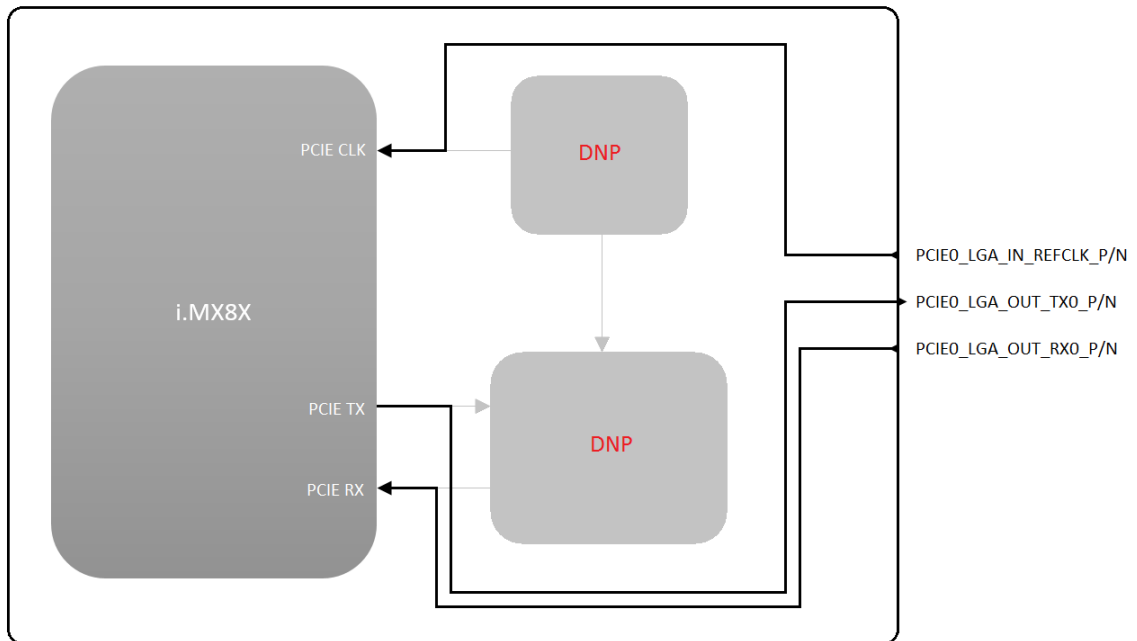 PCIE CLK
DNP
PCIE0_LGA_IN_REFCLK_P/N
PCIE0_LGA_OUT_TX0_P/N
i.MX8X
PCIE0_LGA_OUT_RX0_P/N
PCIE TX
DNP
PCIE RX